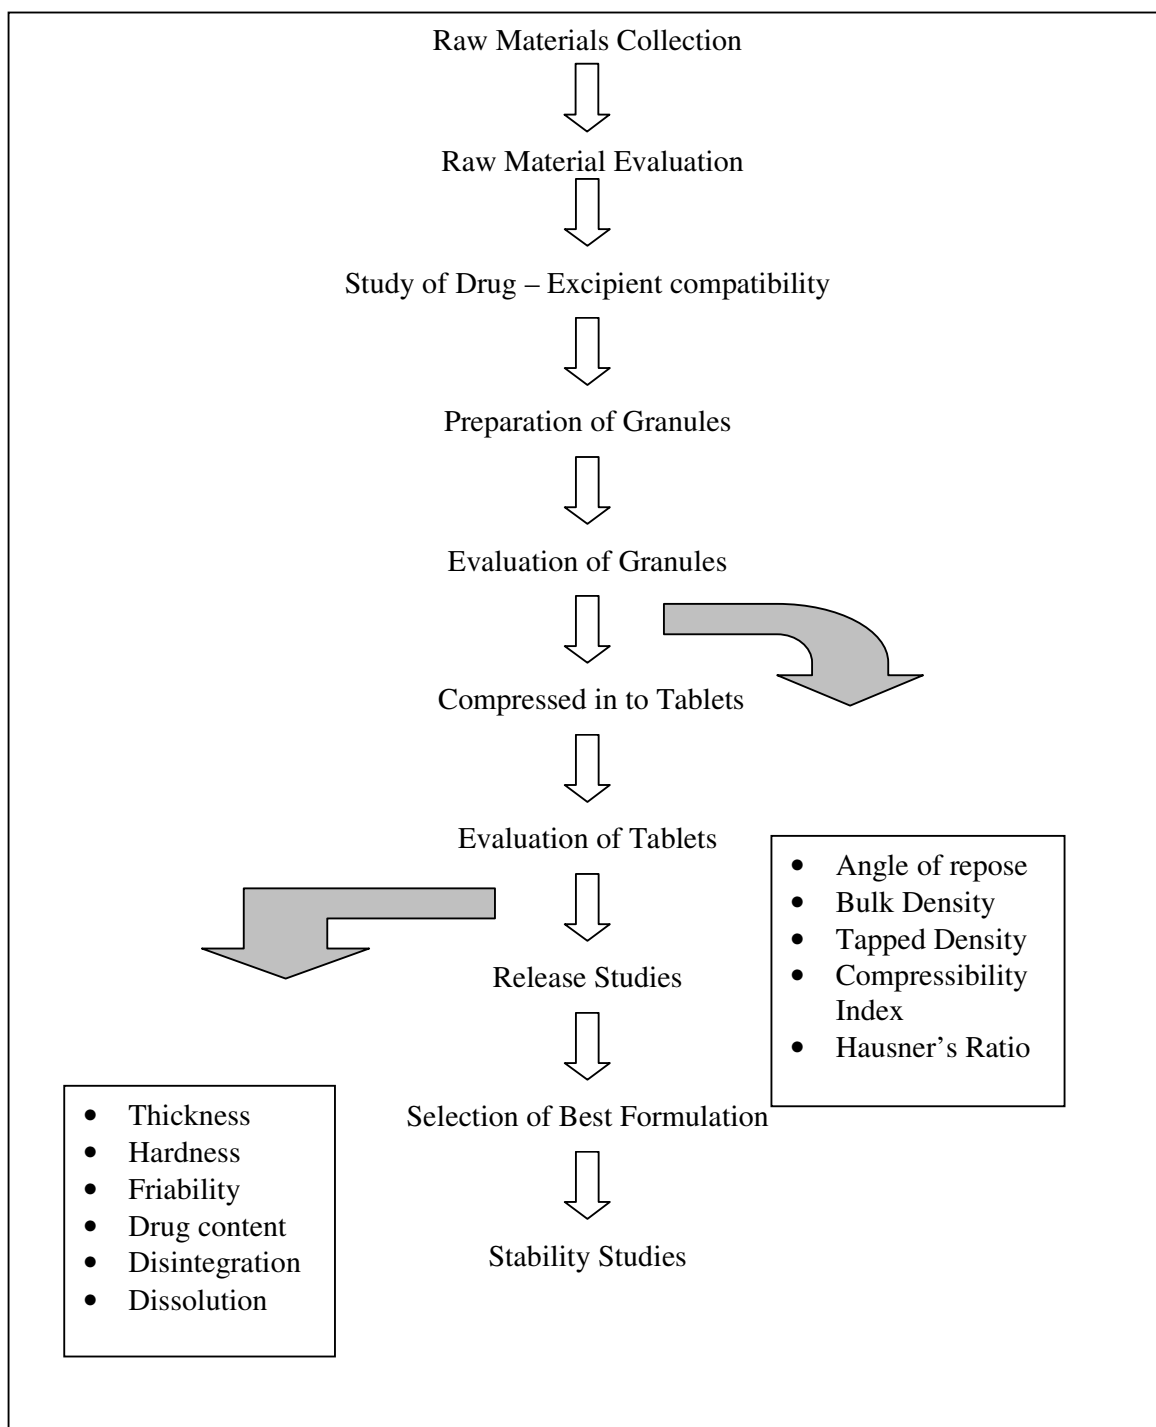 Raw Materials Collection
Raw Material Evaluation
Study of Drug – Excipient compatibility
Preparation of Granules
Evaluation of Granules
Compressed in to Tablets
Evaluation of Tablets
• Angle of repose
• Bulk Density
• Tapped Density
• Compressibility
Index
• Hausner’s Ratio
Release Studies
Selection of Best Formulation
• Thickness
• Hardness
• Friability
• Drug content
• Disintegration
• Dissolution
Stability Studies